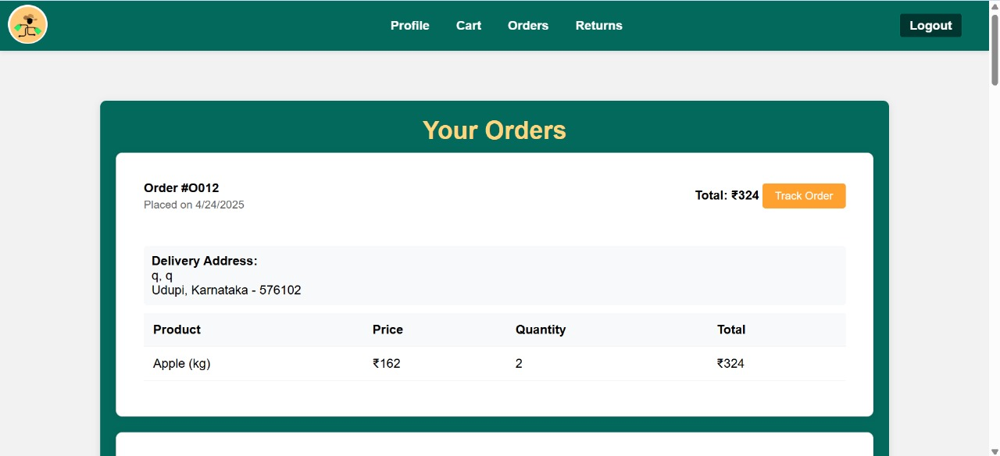 Profile Cart Orders Returns Logout
Your Orders
Order #O012
Placed on 4/24/2025
Total: ₹324 Track Order
Delivery Address:
q, q
Udupi, Karnataka - 576102
Product Price Quantity Total
Apple (kg) ₹162 2 ₹324